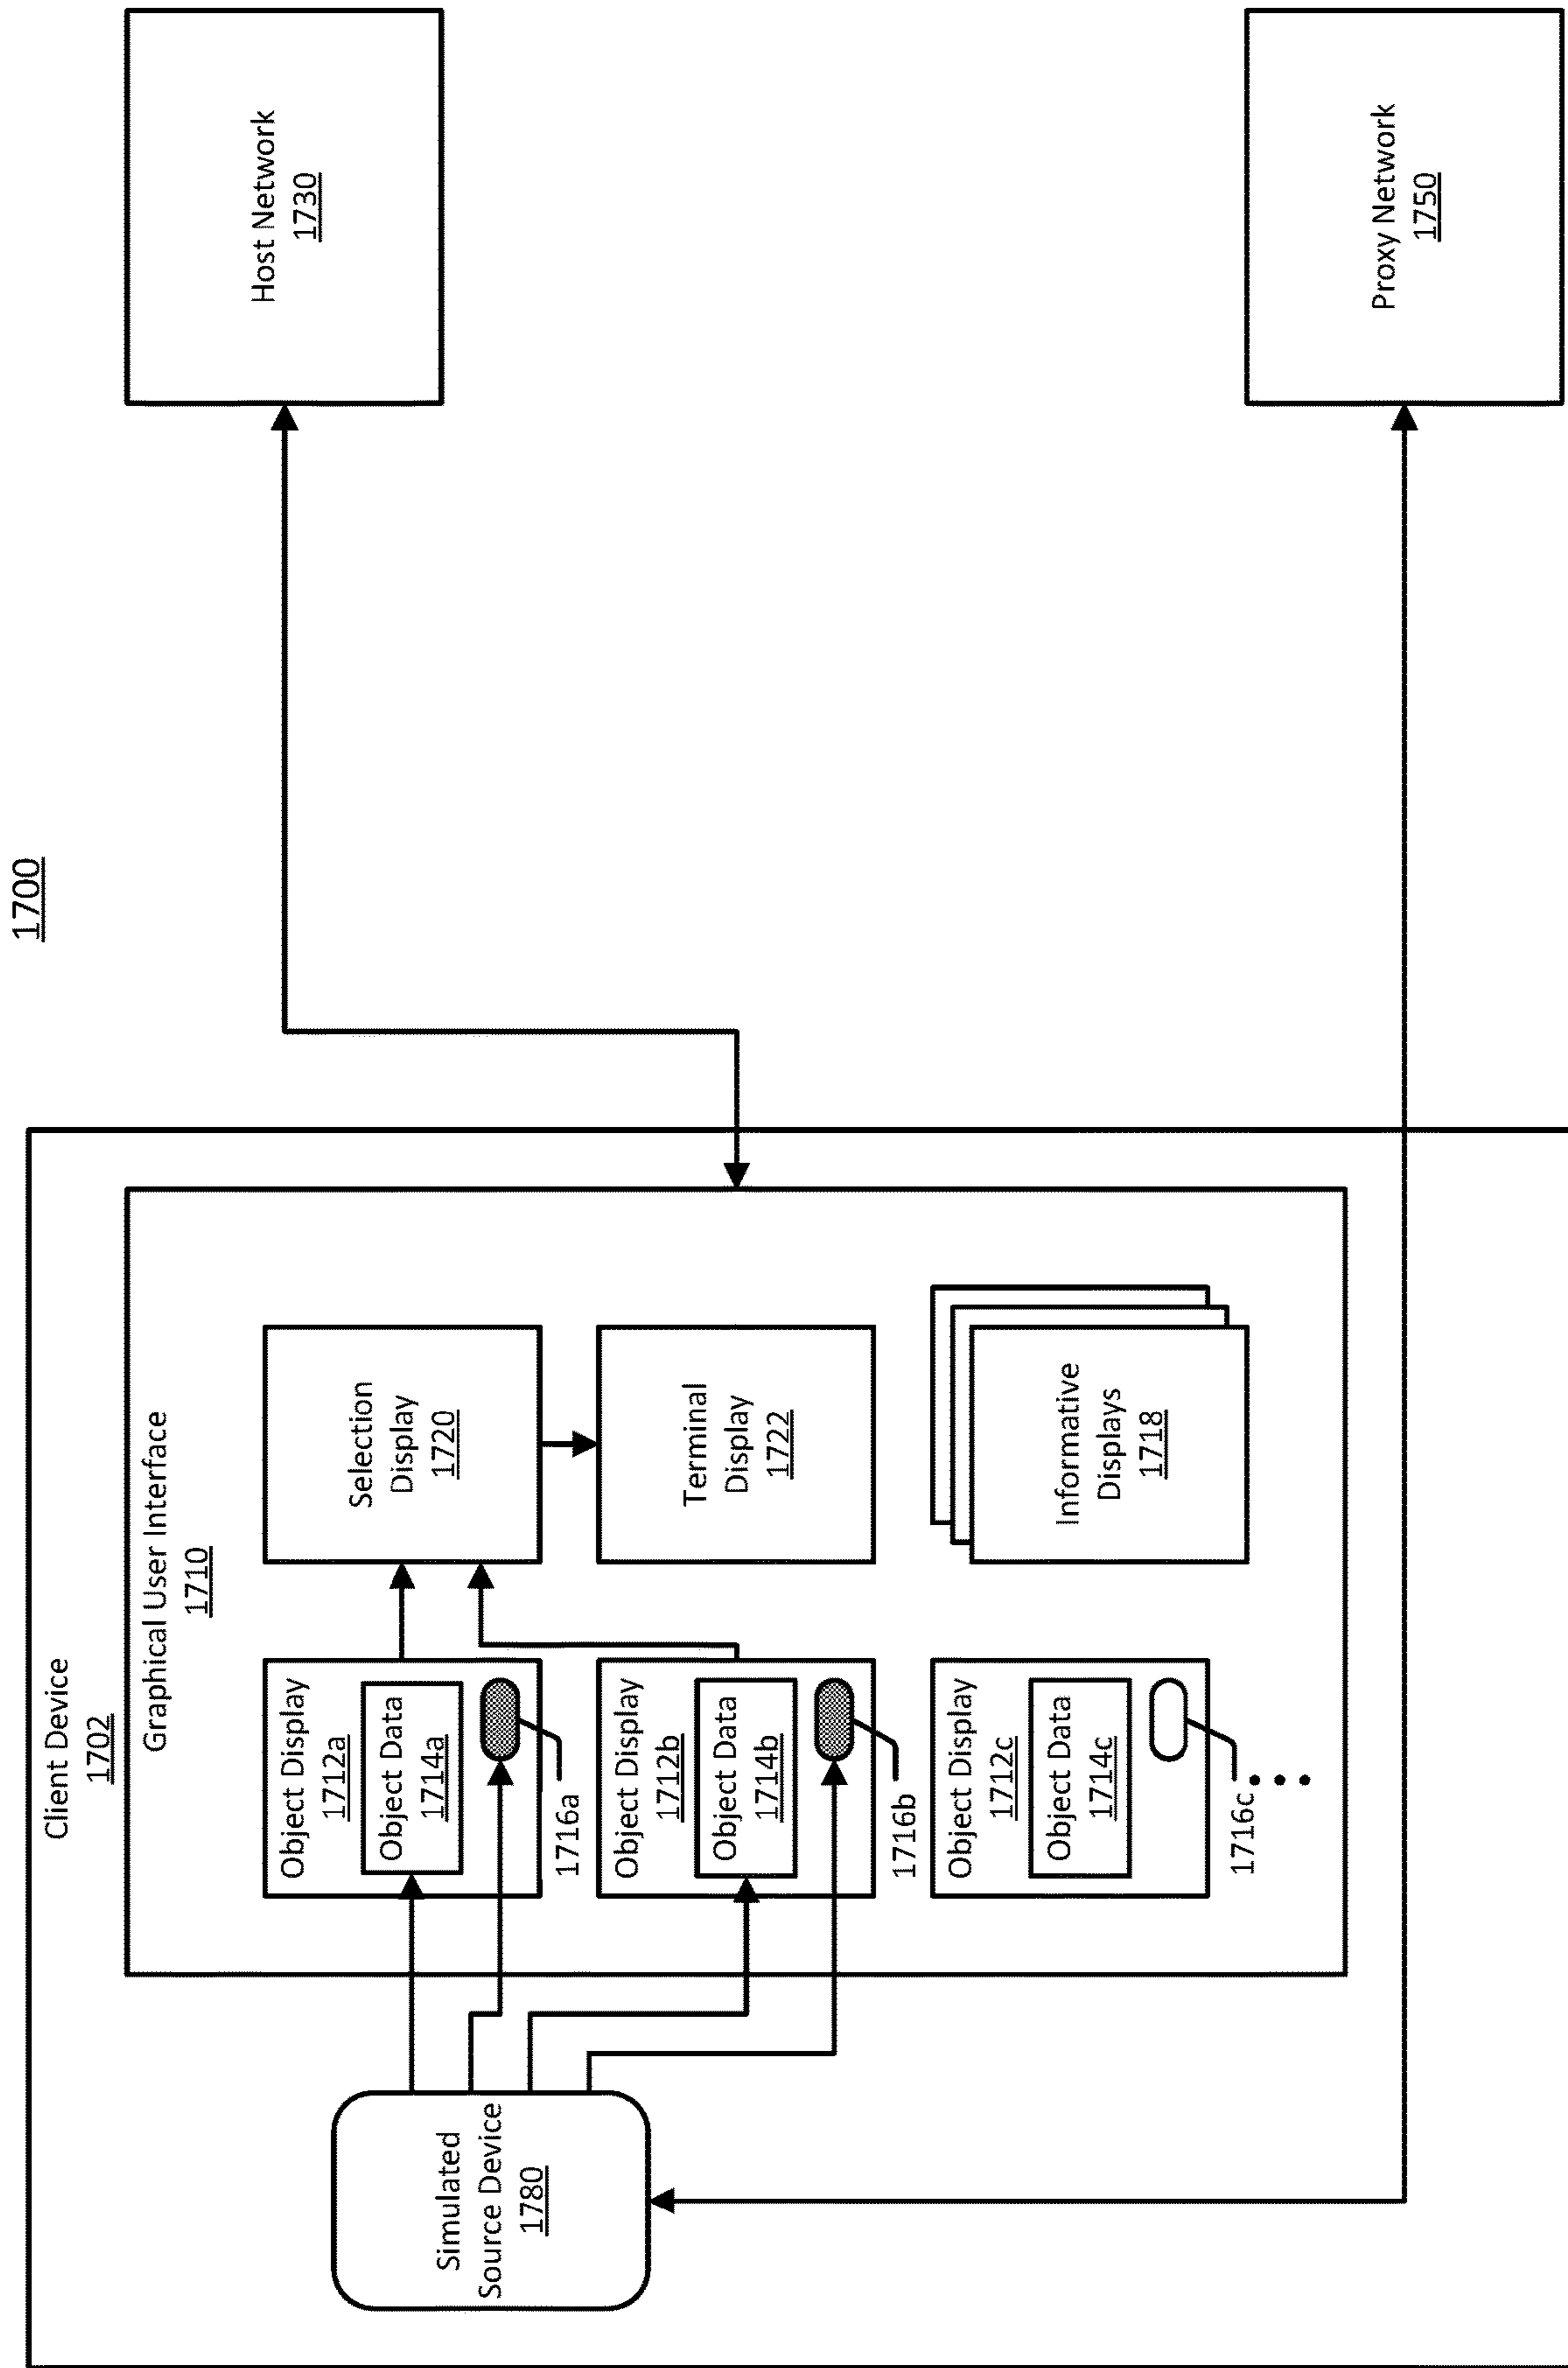 1700
Client Device
1702
Graphical User Interface
1710
Simulated
Source Device
1780
Object Display
1712a
Object Data
1714a
1716a
Object Display
1712b
Object Data
1714b
1716b
Object Display
1712c
Object Data
1714c
1716c
Selection
Display
1720
Terminal
Display
1722
Informative
Displays
1718
Host Network
1730
Proxy Network
1750